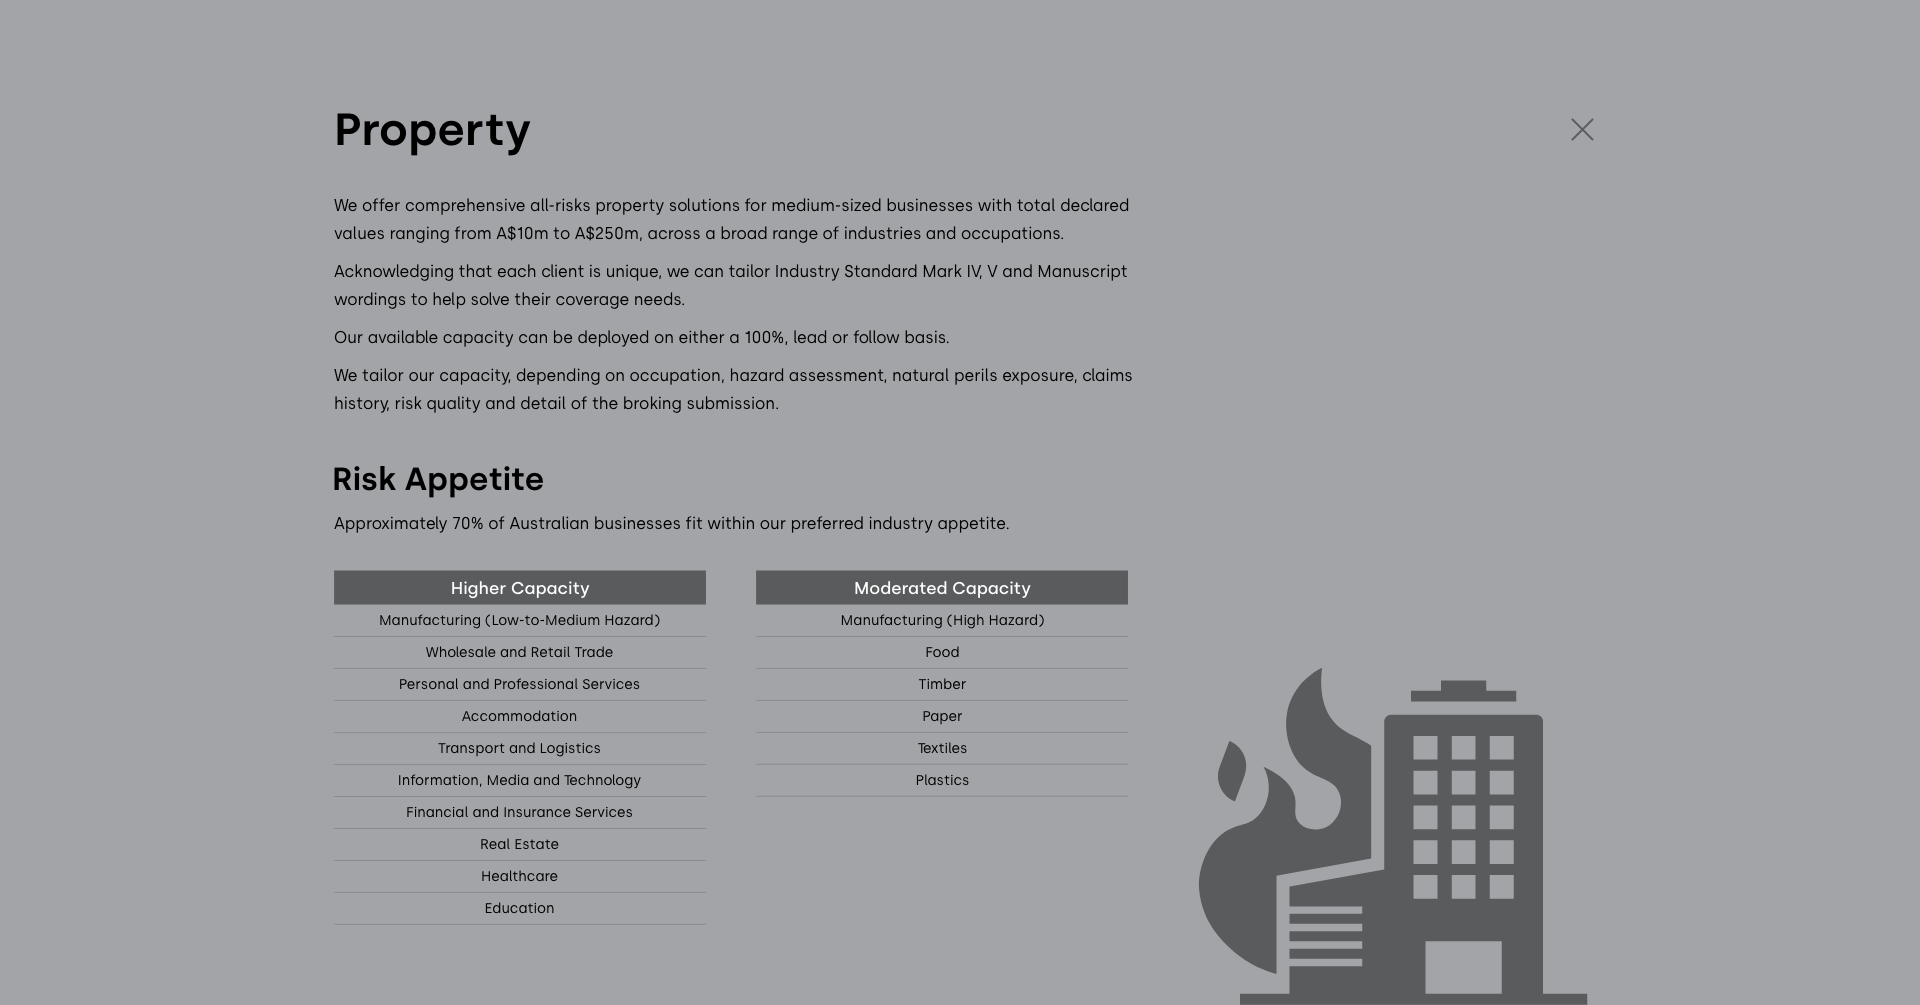 Property
We offer comprehensive all-risks property solutions for medium-sized businesses with total declared
values ranging from A$10m to A$250m, across a broad range of industries and occupations.
Acknowledging that each client is unique, we can tailor Industry Standard Mark IV, V and Manuscript
wordings to help solve their coverage needs.
Our available capacity can be deployed on either a 100%, lead or follow basis.
We tailor our capacity, depending on occupation, hazard assessment, natural perils exposure, claims
history, risk quality and detail of the broking submission.
Risk Appetite
Approximately 70% of Australian businesses fit within our preferred industry appetite.
Higher Capacity
Manufacturing (Low-to-Medium Hazard)
Wholesale and Retail Trade
Personal and Professional Services
Accommodation
Transport and Logistics
Information, Media and Technology
Financial and Insurance Services
Real Estate
Healthcare
Education
Moderated Capacity
Manufacturing (High Hazard)
Food
Timber
Paper
Textiles
Plastics